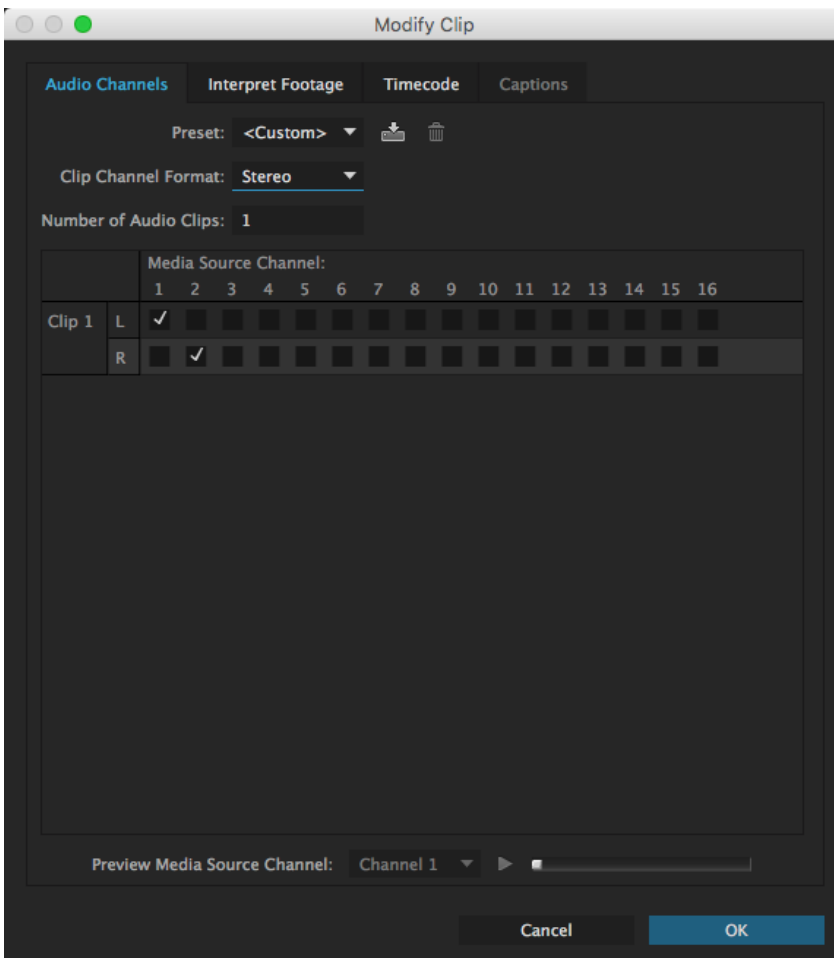 Modify Clip
Audio Channels Interpret Footage Timecode Captions
Preset: <Custom>
Clip Channel Format: Stereo
Number of Audio Clips: 1
Media Source Channel:
1 2 3 4 5 6 7 8 9 10 11 12 13 14 15 16
Clip 1 L
R
Preview Media Source Channel: Channel 1
Cancel OK